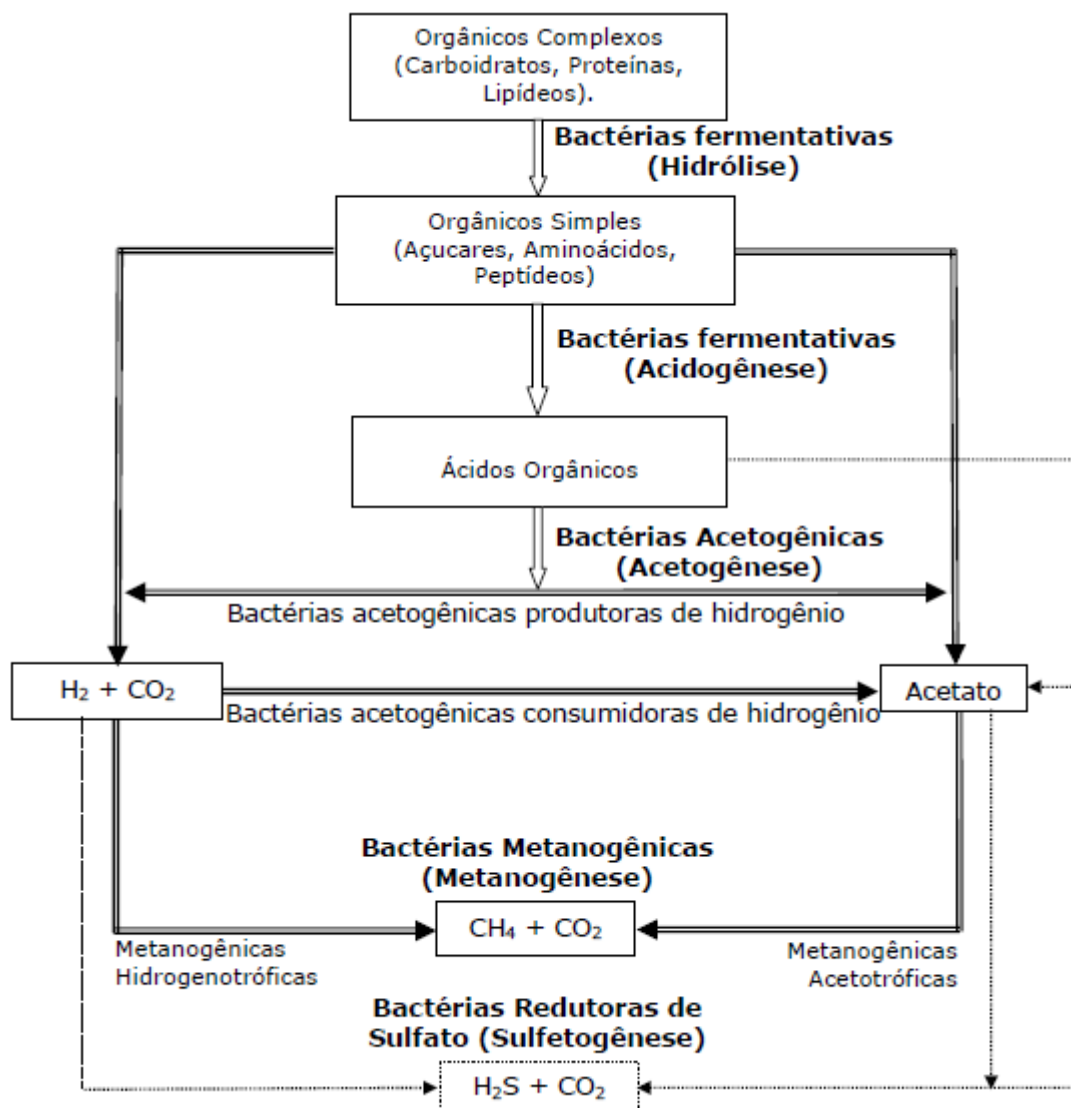 Orgânicos Complexos
(Carboidratos, Proteínas,
Lipídeos).
Bactérias fermentativas
(Hidrólise)
Orgânicos Simples
(Açucares, Aminoácidos,
Peptídeos)
Bactérias fermentativas
(Acidogênese)
Ácidos Orgânicos
Bactérias Acetogênicas
(Acetogênese)
Bactérias acetogênicas produtoras de hidrogênio
H₂ + CO₂
Acetato
Bactérias acetogênicas consumidoras de hidrogênio
Bactérias Metanogênicas
(Metanogênese)
CH₄ + CO₂
Metanogênicas
Hidrogenotróficas
Metanogênicas
Acetotróficas
Bactérias Redutoras de
Sulfato (Sulfetogênese)
H₂S + CO₂